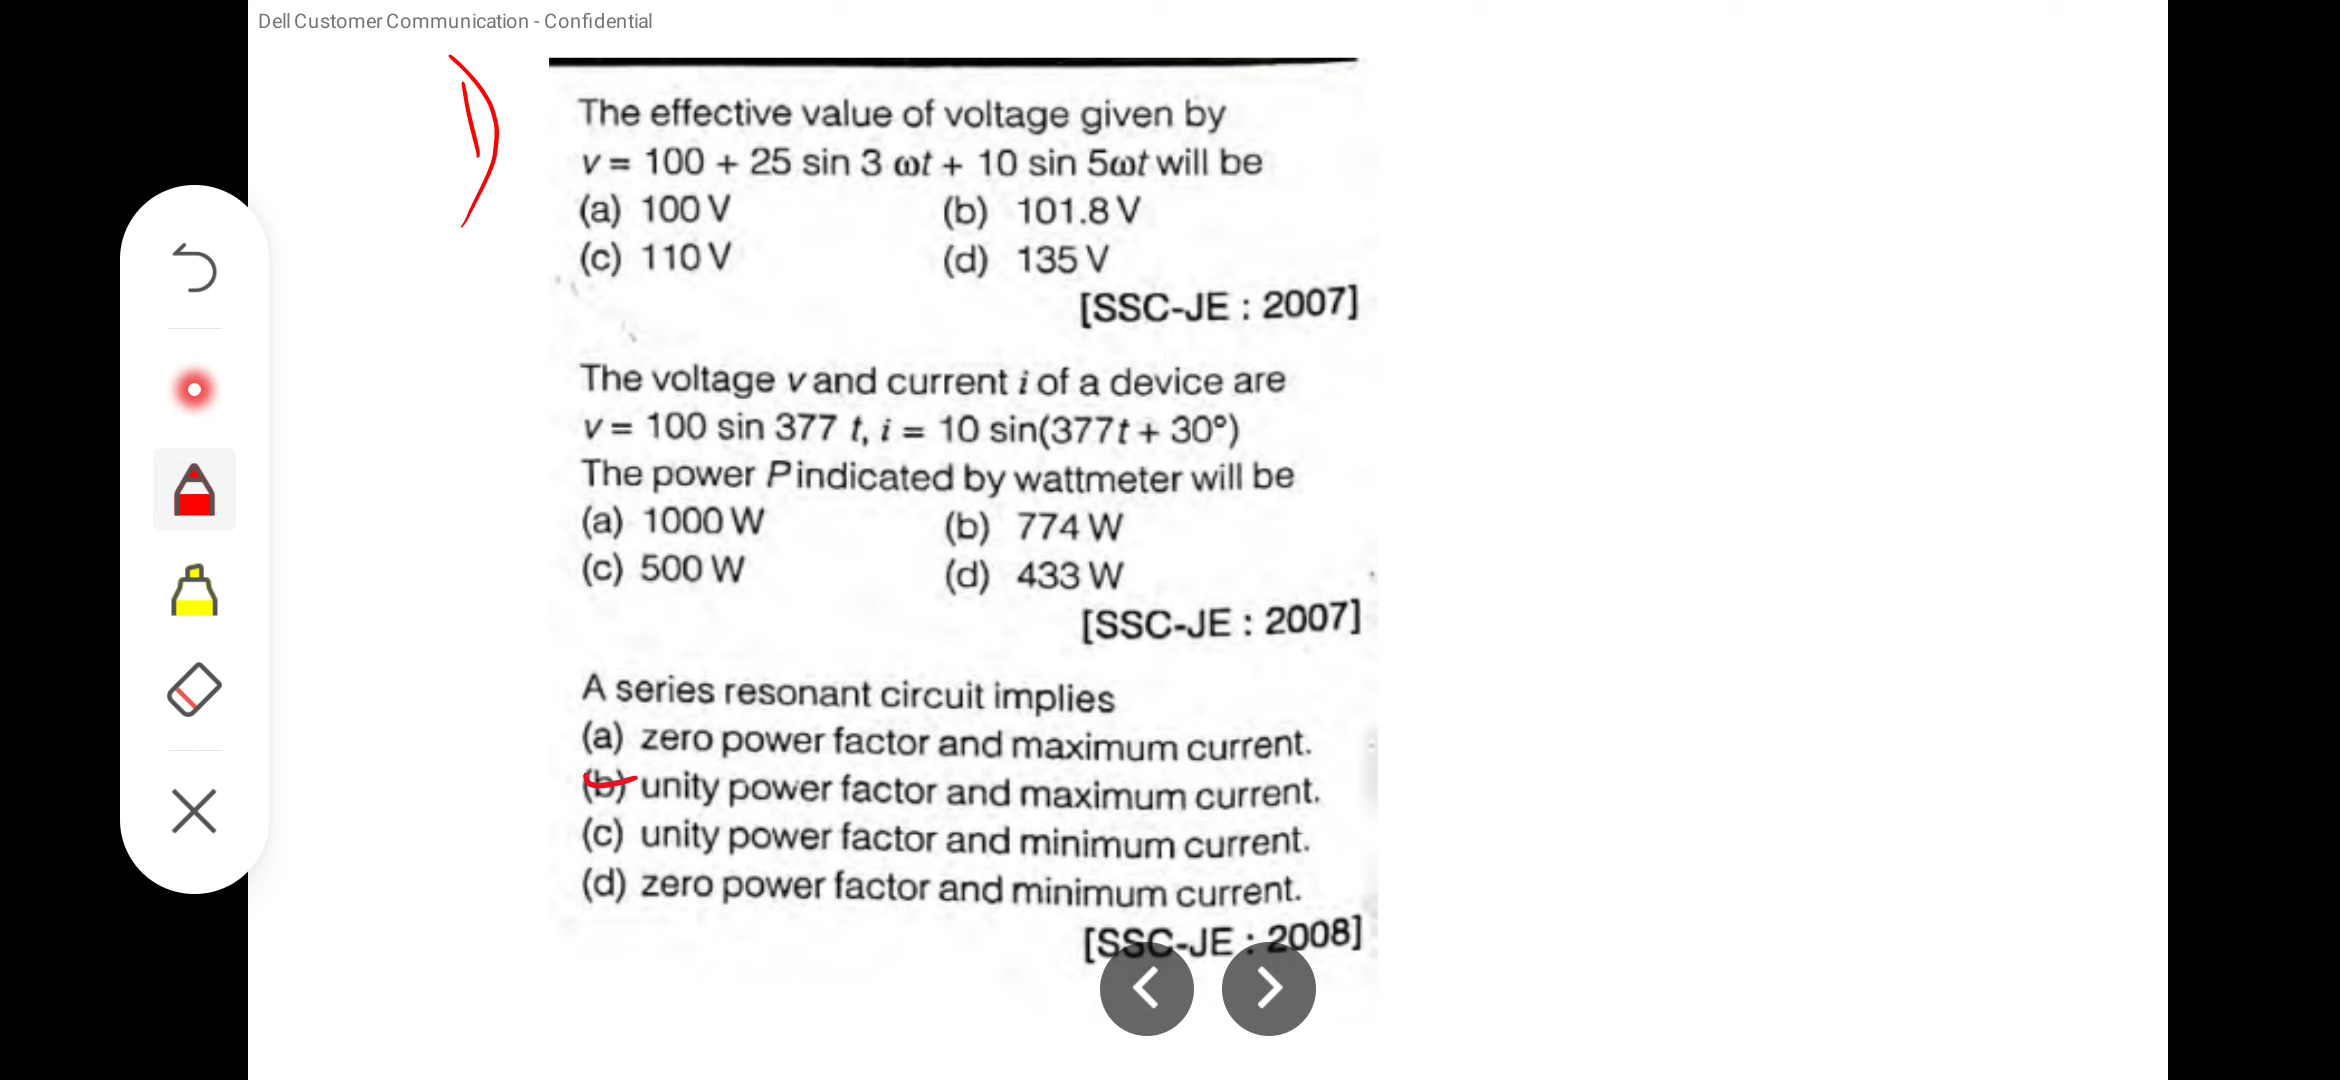 Dell Customer Communication - Confidential
The effective value of voltage given by
v = 100 + 25 sin 3 ωt + 10 sin 5ωt will be
(a) 100 V (b) 101.8 V
(c) 110 V (d) 135 V
[SSC-JE : 2007]
The voltage v and current i of a device are
v = 100 sin 377 t, i = 10 sin(377t + 30°)
The power P indicated by wattmeter will be
(a) 1000 W (b) 774 W
(c) 500 W (d) 433 W
[SSC-JE : 2007]
A series resonant circuit implies
(a) zero power factor and maximum current.
(b) unity power factor and maximum current.
(c) unity power factor and minimum current.
(d) zero power factor and minimum current.
[SSC-JE : 2008]